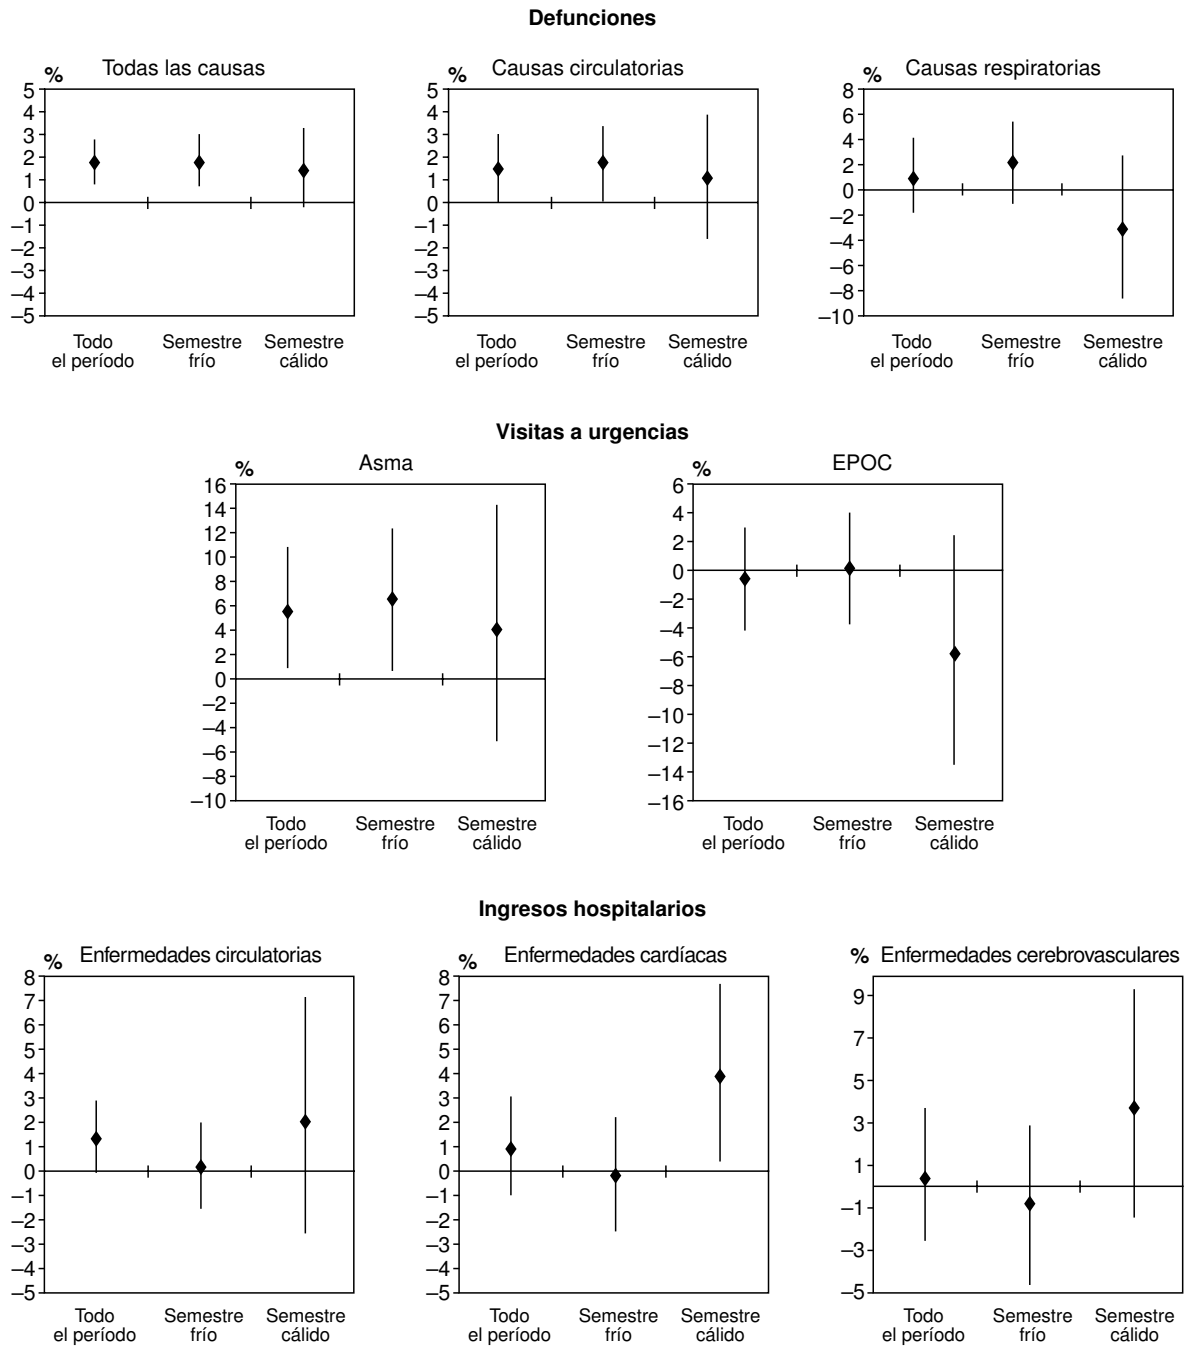 Defunciones
% Todas las causas
5
4
3
2
1
0
–1
–2
–3
–4
–5
Todo el período
Semestre frío
Semestre cálido
% Causas circulatorias
5
4
3
2
1
0
–1
–2
–3
–4
–5
Todo el período
Semestre frío
Semestre cálido
% Causas respiratorias
8
6
4
2
0
–2
–4
–6
–8
–10
Todo el período
Semestre frío
Semestre cálido
Visitas a urgencias
% Asma
16
14
12
10
8
6
4
2
0
–2
–4
–6
–8
–10
Todo el período
Semestre frío
Semestre cálido
% EPOC
6
4
2
0
–2
–4
–6
–8
–10
–12
–14
–16
Todo el período
Semestre frío
Semestre cálido
Ingresos hospitalarios
% Enfermedades circulatorias
8
7
6
5
4
3
2
1
0
–1
–2
–3
–4
–5
Todo el período
Semestre frío
Semestre cálido
% Enfermedades cardíacas
8
7
6
5
4
3
2
1
0
–1
–2
–3
–4
–5
Todo el período
Semestre frío
Semestre cálido
% Enfermedades cerebrovasculares
9
7
5
3
1
–1
–3
–5
Todo el período
Semestre frío
Semestre cálido